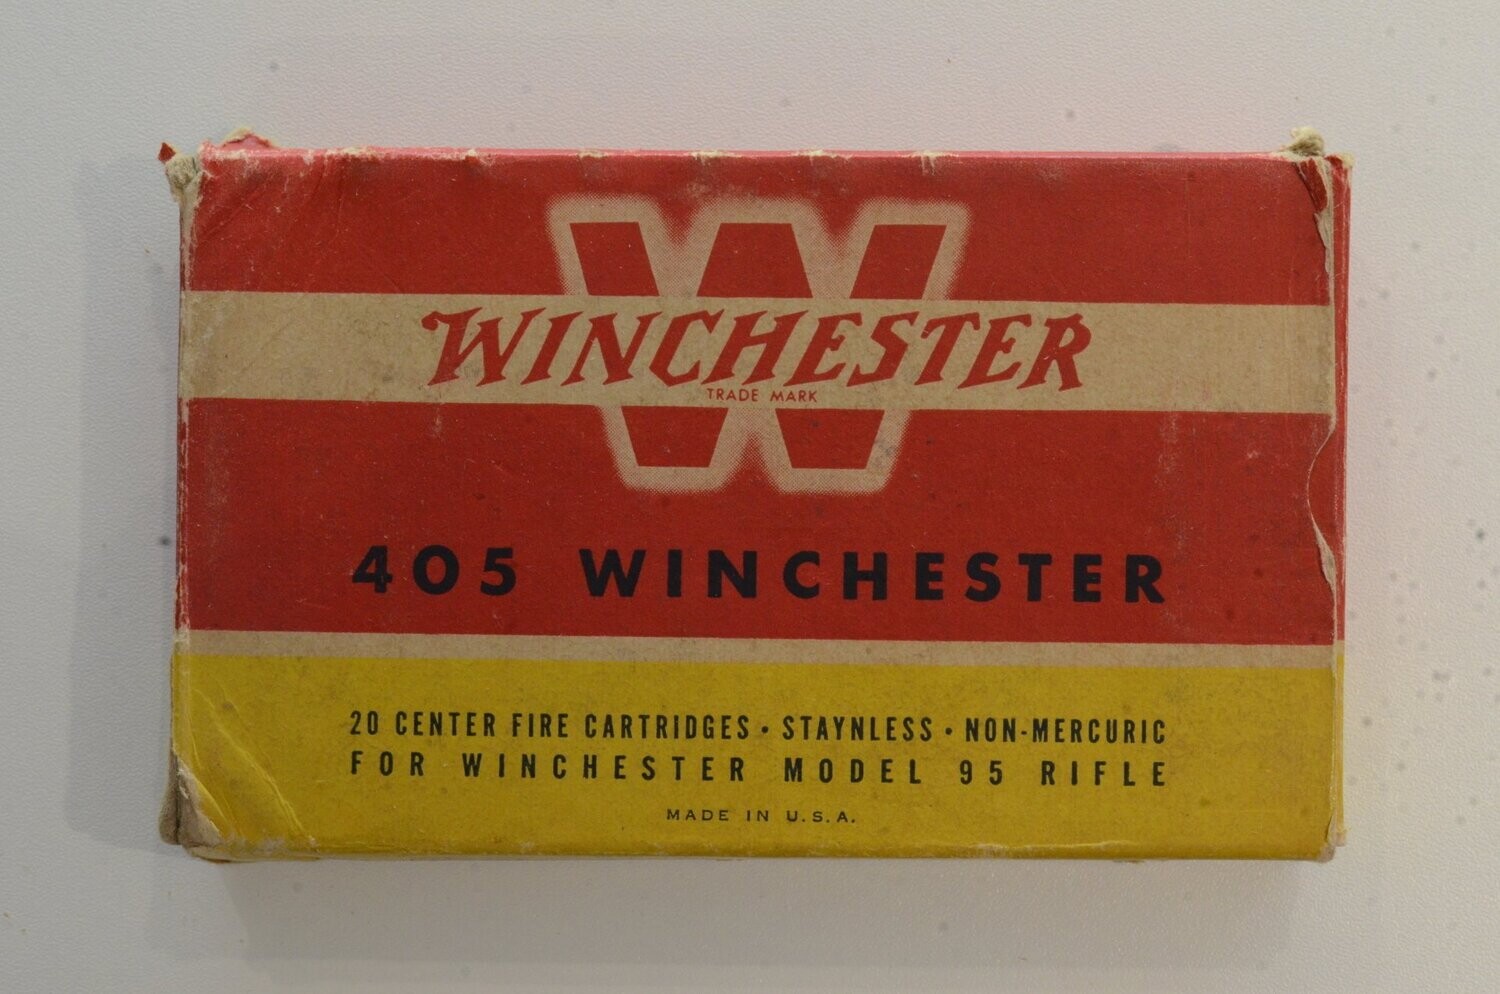 W
WINCHESTER
TRADE MARK
405 WINCHESTER
20 CENTER FIRE CARTRIDGES • STAYNLESS • NON-MERCURIC
FOR WINCHESTER MODEL 95 RIFLE
MADE IN U.S.A.